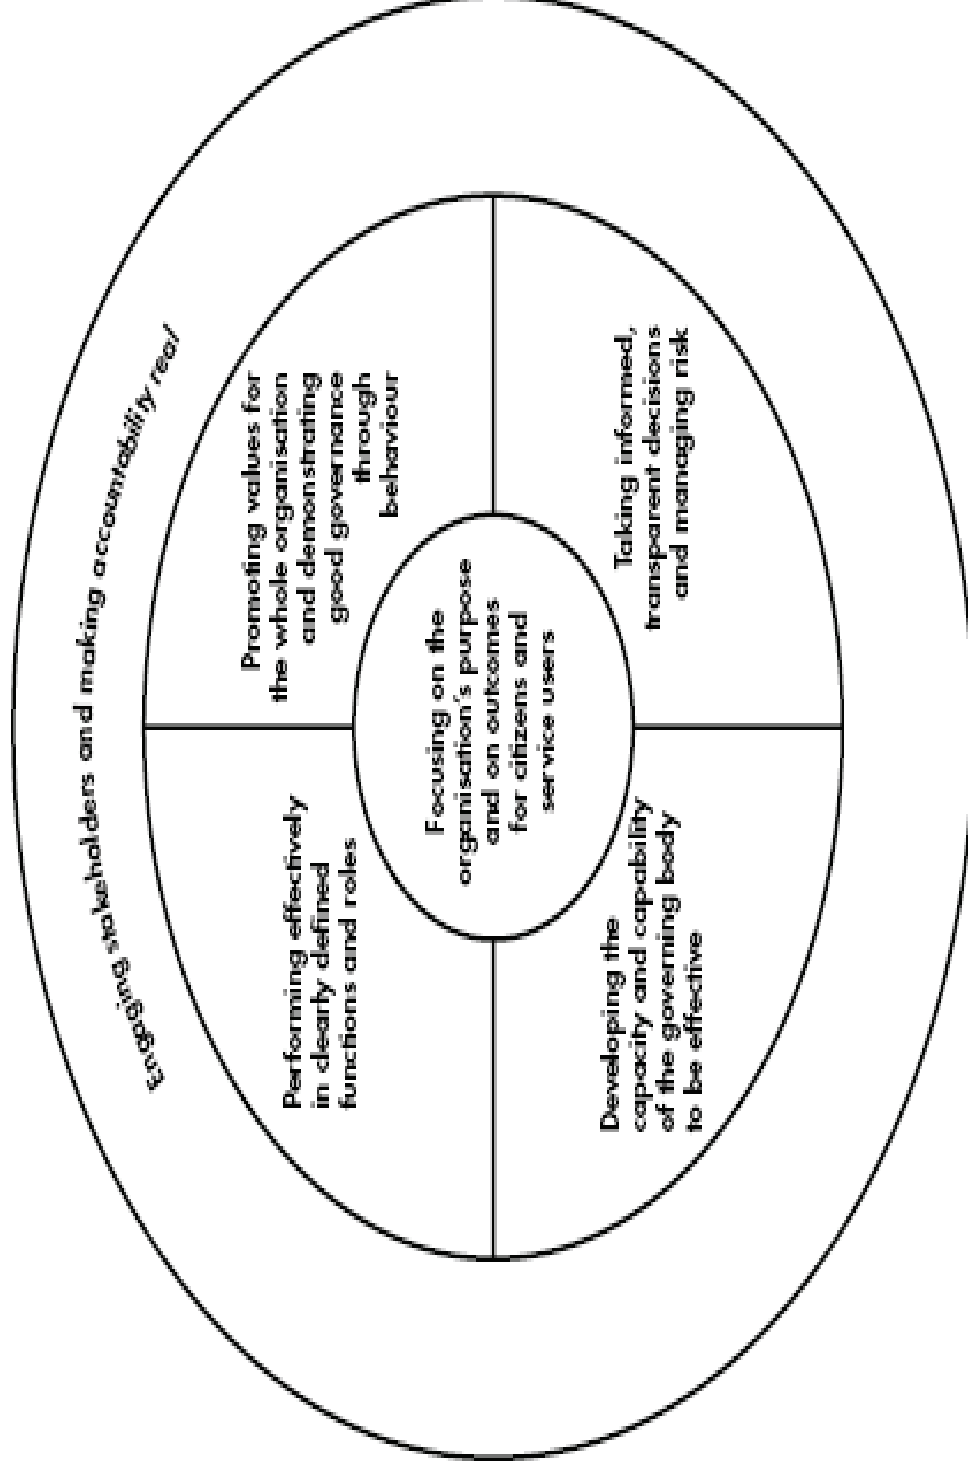 Engaging stakeholders and making accountability real
Performing effectively
in clearly defined
functions and roles
Promoting values for
the whole organisation
and demonstrating
good governance
through
behaviour
Focusing on the
organisation's purpose
and on outcomes
for citizens and
service users
Developing the
capacity and capability
of the governing body
to be effective
Taking informed,
transparent decisions
and managing risk